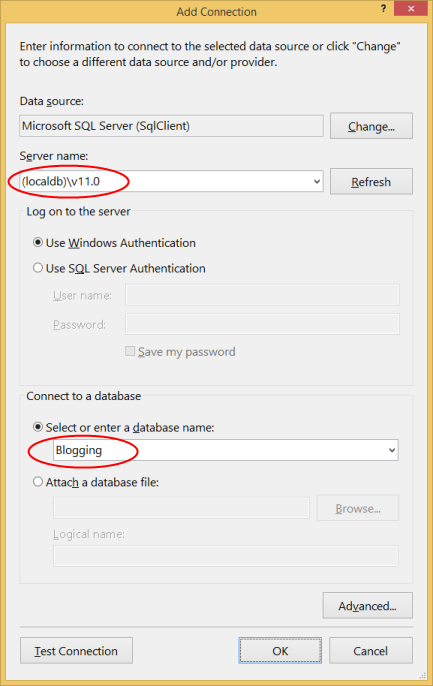 Add Connection
?
Enter information to connect to the selected data source or click "Change"
to choose a different data source and/or provider.
Data source:
Microsoft SQL Server (SqlClient)
Change...
Server name:
(localdb)\v11.0
Refresh
Log on to the server
Use Windows Authentication
Use SQL Server Authentication
User name:
Password:
Save my password
Connect to a database
Select or enter a database name:
Blogging
Attach a database file:
Browse...
Logical name:
Advanced...
Test Connection
OK
Cancel